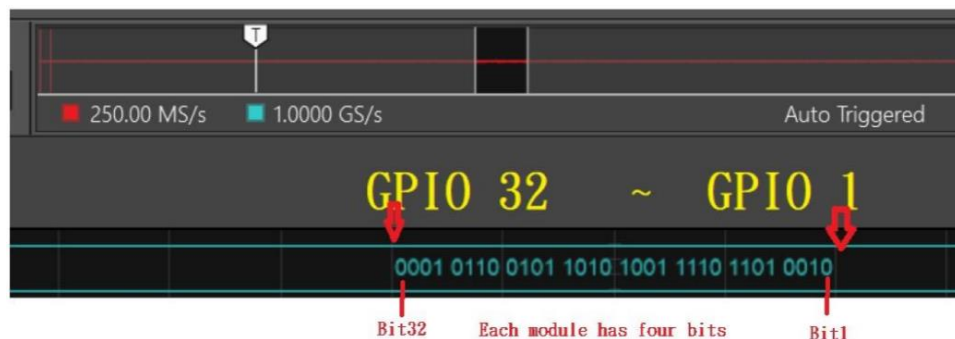 T
250.00 MS/s 1.0000 GS/s Auto Triggered
GPIO 32 ~ GPIO 1
0001 0110 0101 1010 1001 1110 1101 0010
Bit32 Each module has four bits Bit1